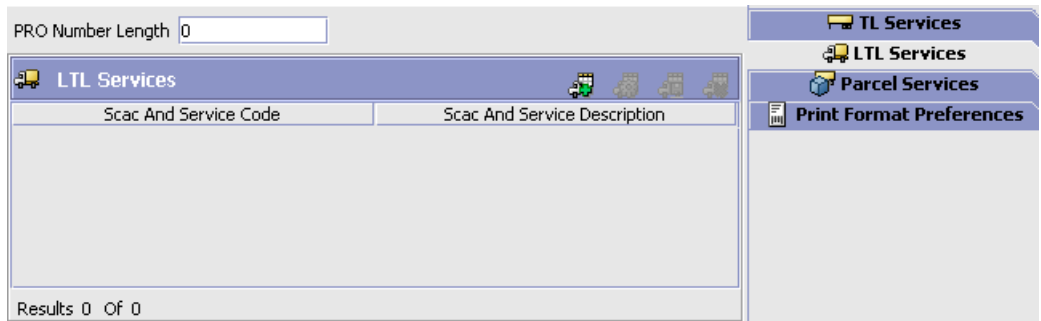 PRO Number Length 0
LTL Services
Scac And Service Code Scac And Service Description
Results 0 Of 0
TL Services
LTL Services
Parcel Services
Print Format Preferences